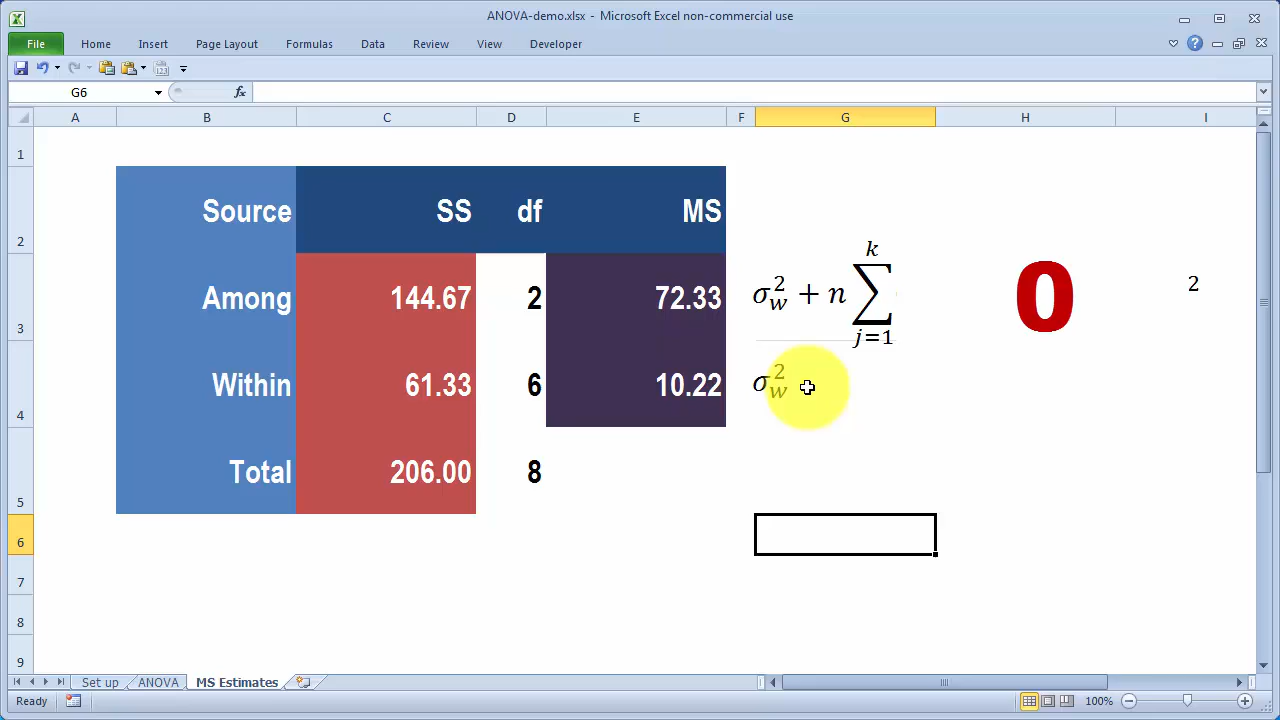 ANOVA-demo.xlsx - Microsoft Excel non-commercial use
File Home Insert Page Layout Formulas Data Review View Developer
G6 fx
A B C D E F G H I
1
2 Source SS df MS
3 Among 144.67 2 72.33 σ_w^2 + n ∑_{j=1}^{k} 0 2
4 Within 61.33 6 10.22 σ_w^2
5 Total 206.00 8
6
7
8
9
Set up ANOVA MS Estimates
Ready 100%